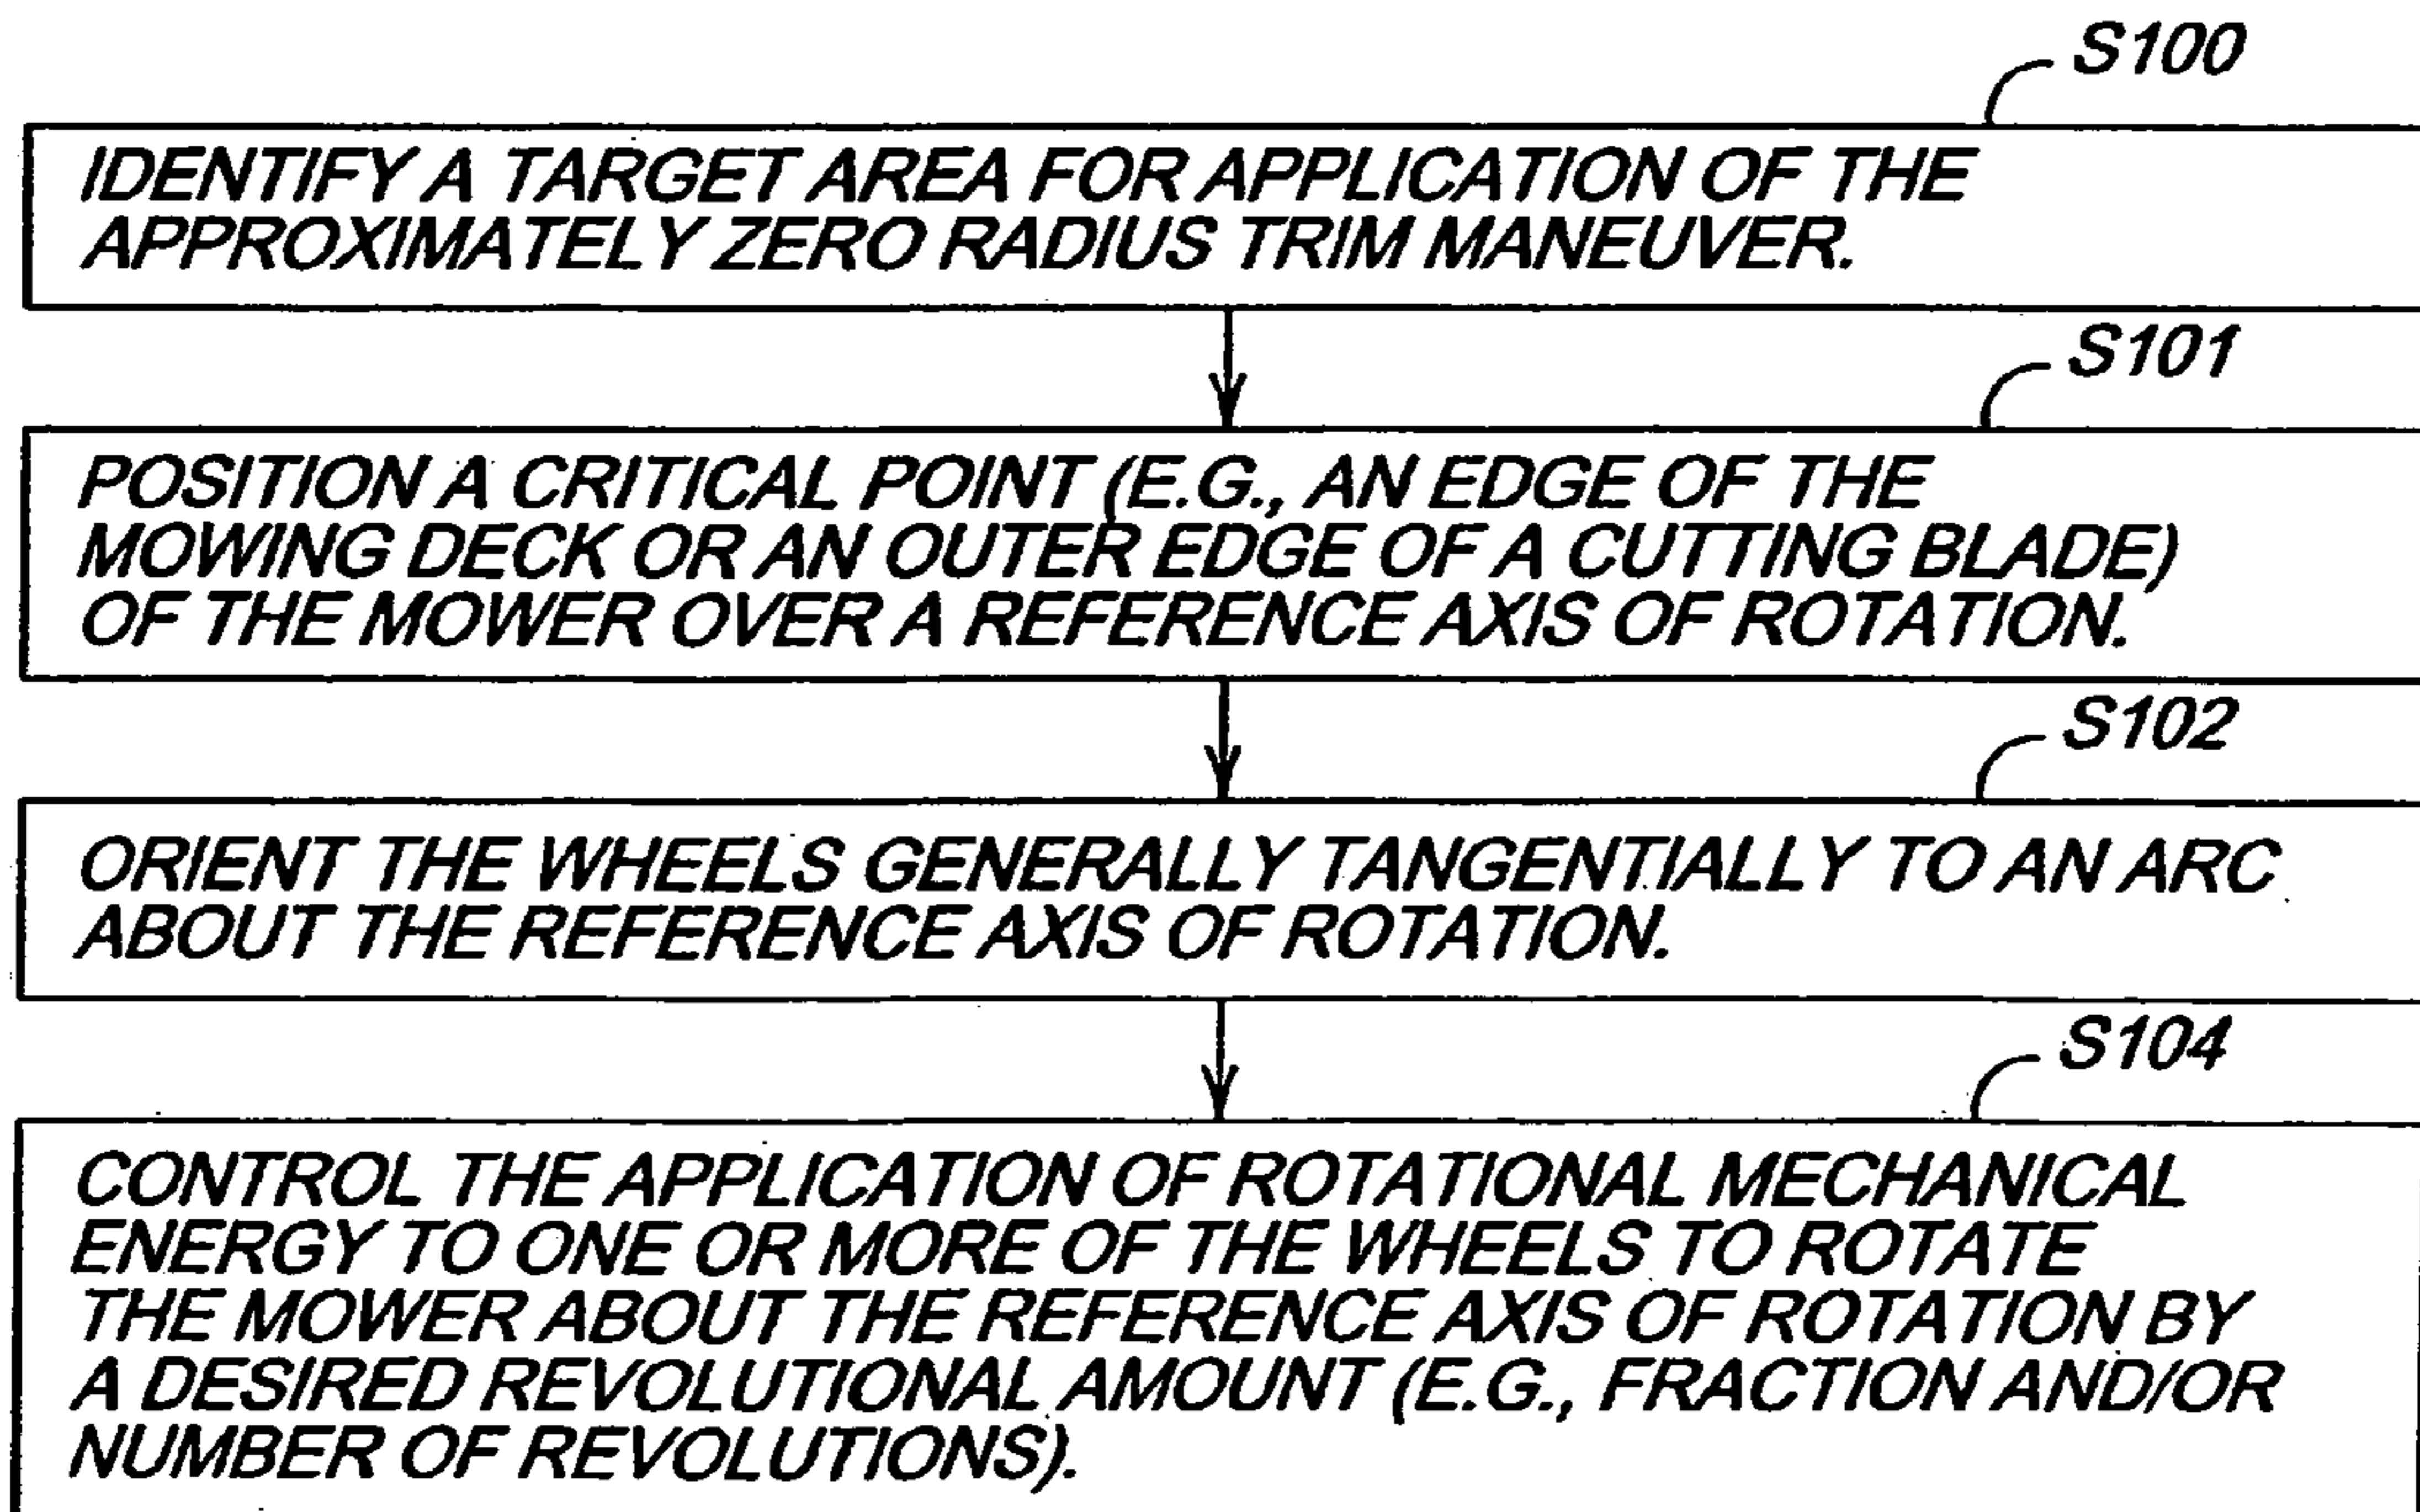 S100
IDENTIFY A TARGET AREA FOR APPLICATION OF THE
APPROXIMATELY ZERO RADIUS TRIM MANEUVER.
S101
POSITION A CRITICAL POINT (E.G., AN EDGE OF THE
MOWING DECK OR AN OUTER EDGE OF A CUTTING BLADE)
OF THE MOWER OVER A REFERENCE AXIS OF ROTATION.
S102
ORIENT THE WHEELS GENERALLY TANGENTIALLY TO AN ARC
ABOUT THE REFERENCE AXIS OF ROTATION.
S104
CONTROL THE APPLICATION OF ROTATIONAL MECHANICAL
ENERGY TO ONE OR MORE OF THE WHEELS TO ROTATE
THE MOWER ABOUT THE REFERENCE AXIS OF ROTATION BY
A DESIRED REVOLUTIONAL AMOUNT (E.G., FRACTION AND/OR
NUMBER OF REVOLUTIONS).